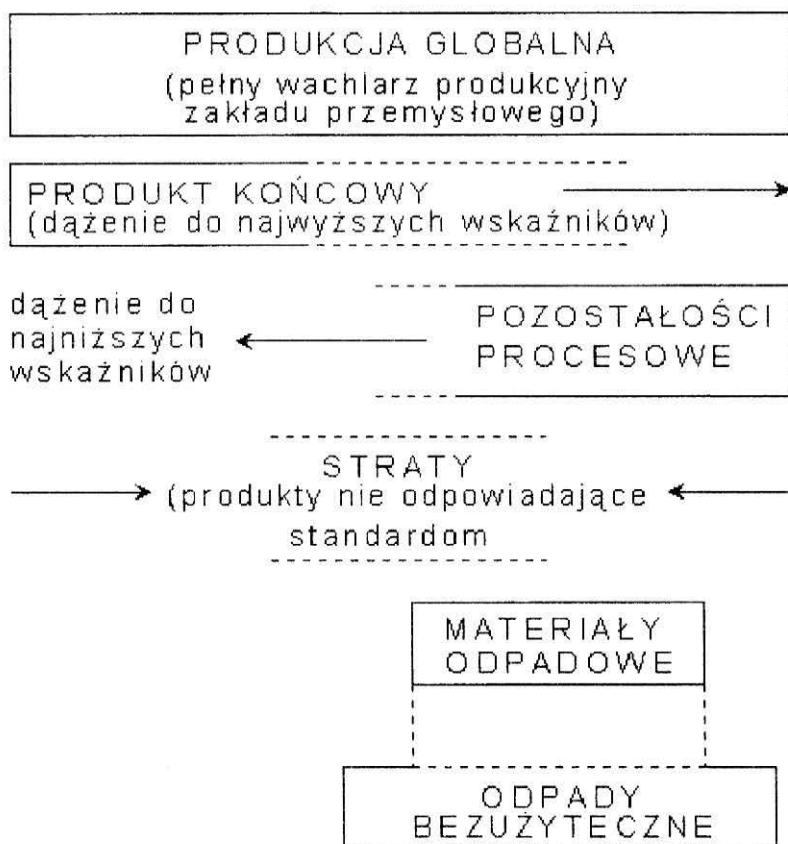 PRODUKCJA GLOBALNA
(pełny wachlarz produkcyjny
zakładu przemysłowego)
PRODUKT KOŃCOWY
(dążenie do najwyższych wskaźników)
dążenie do
najniższych
wskaźników
POZOSTAŁOŚCI
PROCESOWE
STRATY
(produkty nie odpowiadające
standardom
MATERIAŁY
ODPADOWE
ODPADY
BEZUŻYTECZNE